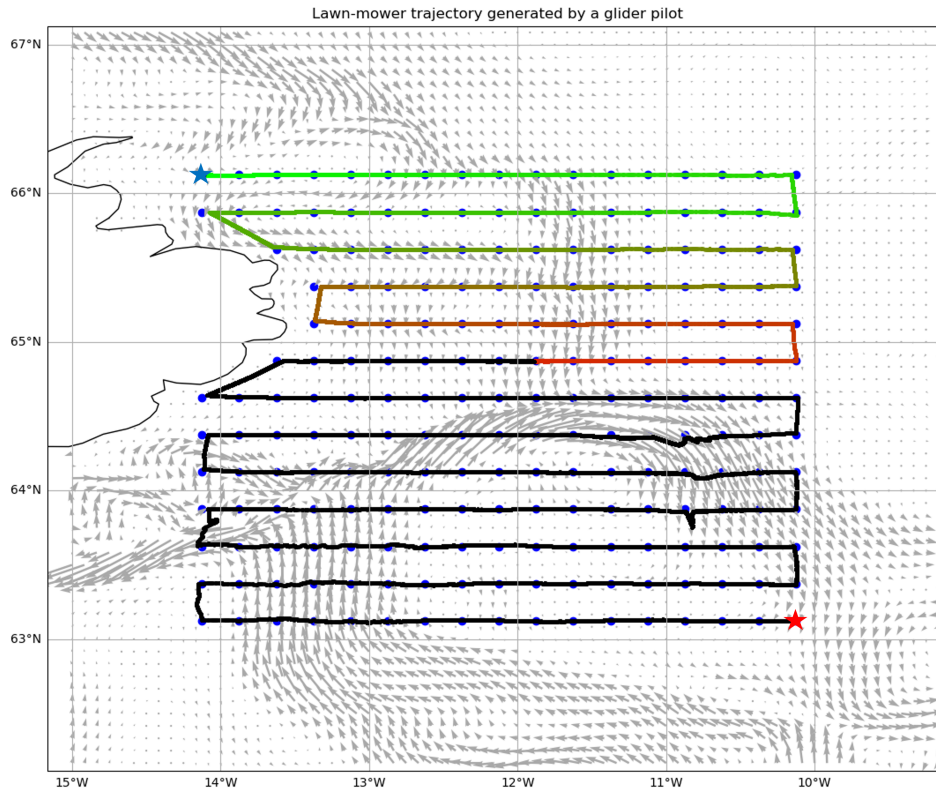 Lawn-mower trajectory generated by a glider pilot
67°N
66°N
65°N
64°N
63°N
15°W 14°W 13°W 12°W 11°W 10°W